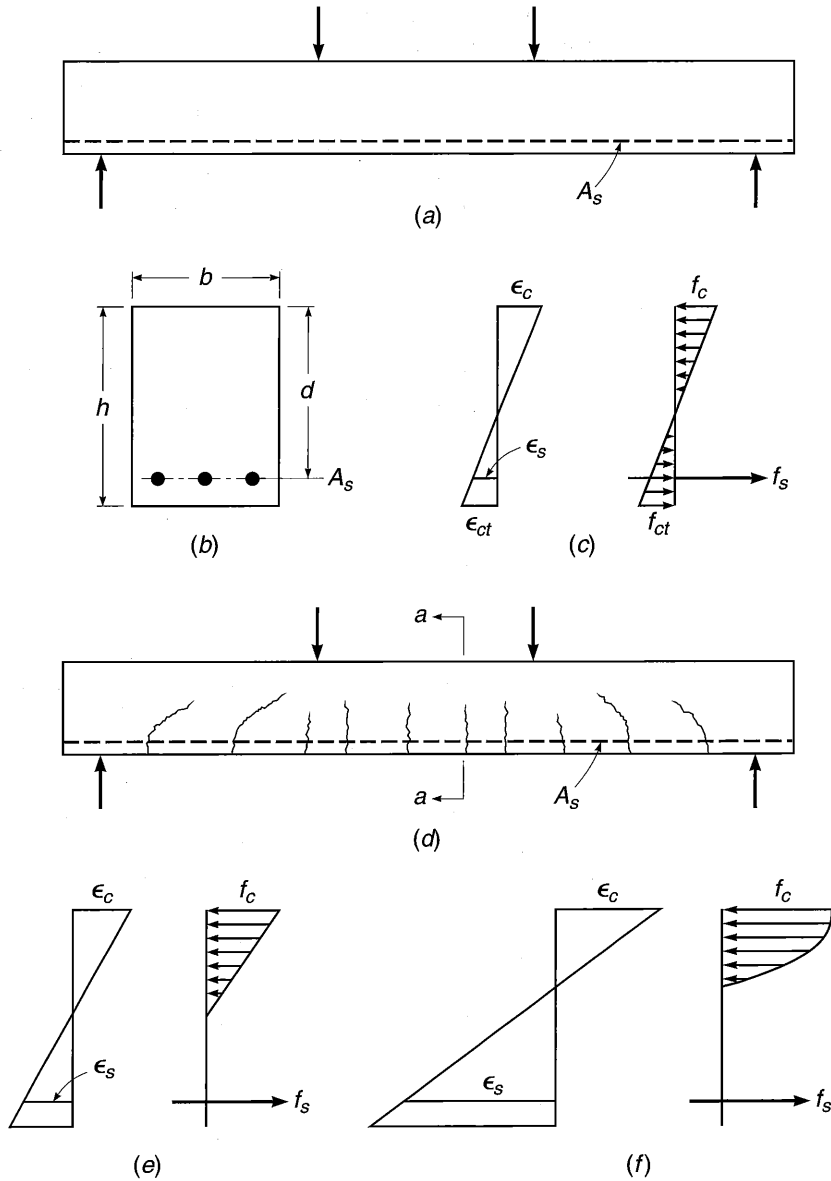 A_s
(a)
b
h
d
A_s
(b)
ϵ_c
ϵ_s
ϵ_ct
f_c
f_s
f_ct
(c)
a
a
A_s
(d)
ϵ_c
f_c
ϵ_s
f_s
(e)
ϵ_c
f_c
ϵ_s
f_s
(f)